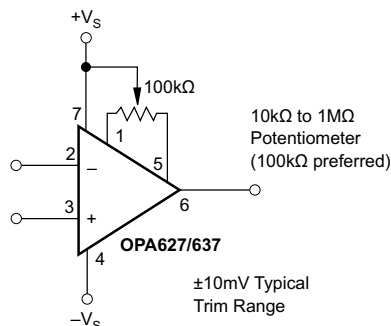 +VS
100kΩ
7
1
10kΩ to 1MΩ
Potentiometer
(100kΩ preferred)
2
–
5
6
3
+
OPA627/637
4
±10mV Typical
Trim Range
–VS